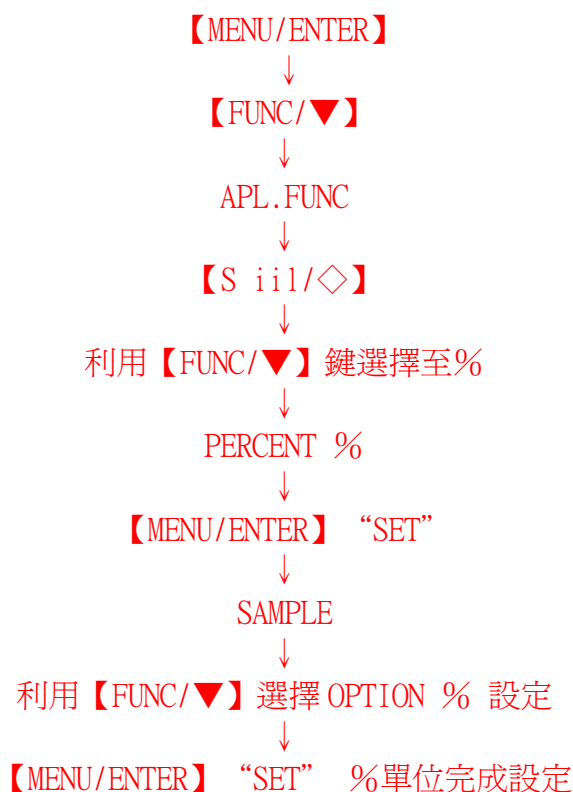 【MENU/ENTER】
↓
【FUNC/▼】
↓
APL.FUNC
↓
【S iil/◇】
↓
利用【FUNC/▼】鍵選擇至%
↓
PERCENT %
↓
【MENU/ENTER】 “SET”
↓
SAMPLE
↓
利用【FUNC/▼】選擇 OPTION % 設定
↓
【MENU/ENTER】 “SET” %單位完成設定